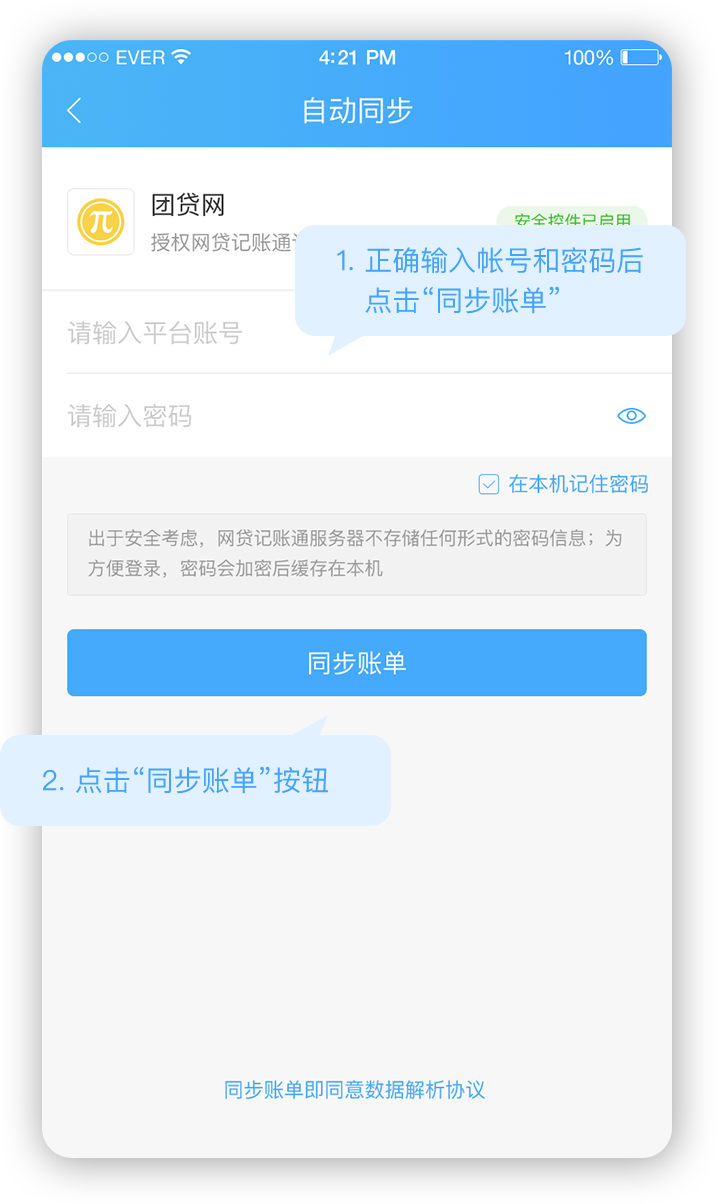 EVER
4:21 PM
100%
自动同步
π
团贷网
安全控件已启用
授权网贷记账通
1. 正确输入帐号和密码后
点击“同步账单”
请输入平台账号
请输入密码
在本机记住密码
出于安全考虑，网贷记账通服务器不存储任何形式的密码信息；为
方便登录，密码会加密后缓存在本机
同步账单
2. 点击“同步账单”按钮
同步账单即同意数据解析协议